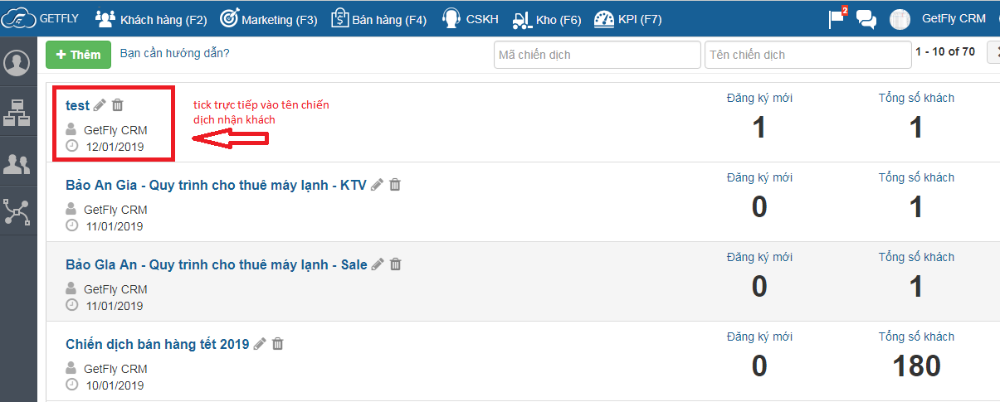 GETFLY Khách hàng (F2) Marketing (F3) Bán hàng (F4) CSKH Kho (F6) KPI (F7) 2 GetFly CRM
Thêm Bạn cần hướng dẫn? Mã chiến dịch Tên chiến dịch 1 - 10 of 70
test
GetFly CRM
12/01/2019
tick trực tiếp vào tên chiến
dịch nhận khách
Đăng ký mới Tổng số khách
1 1
Bảo An Gia - Quy trình cho thuê máy lạnh - KTV
GetFly CRM
11/01/2019
Đăng ký mới Tổng số khách
0 1
Bảo GIa An - Quy trình cho thuê máy lạnh - Sale
GetFly CRM
11/01/2019
Đăng ký mới Tổng số khách
0 1
Chiến dịch bán hàng tết 2019
GetFly CRM
10/01/2019
Đăng ký mới Tổng số khách
0 180